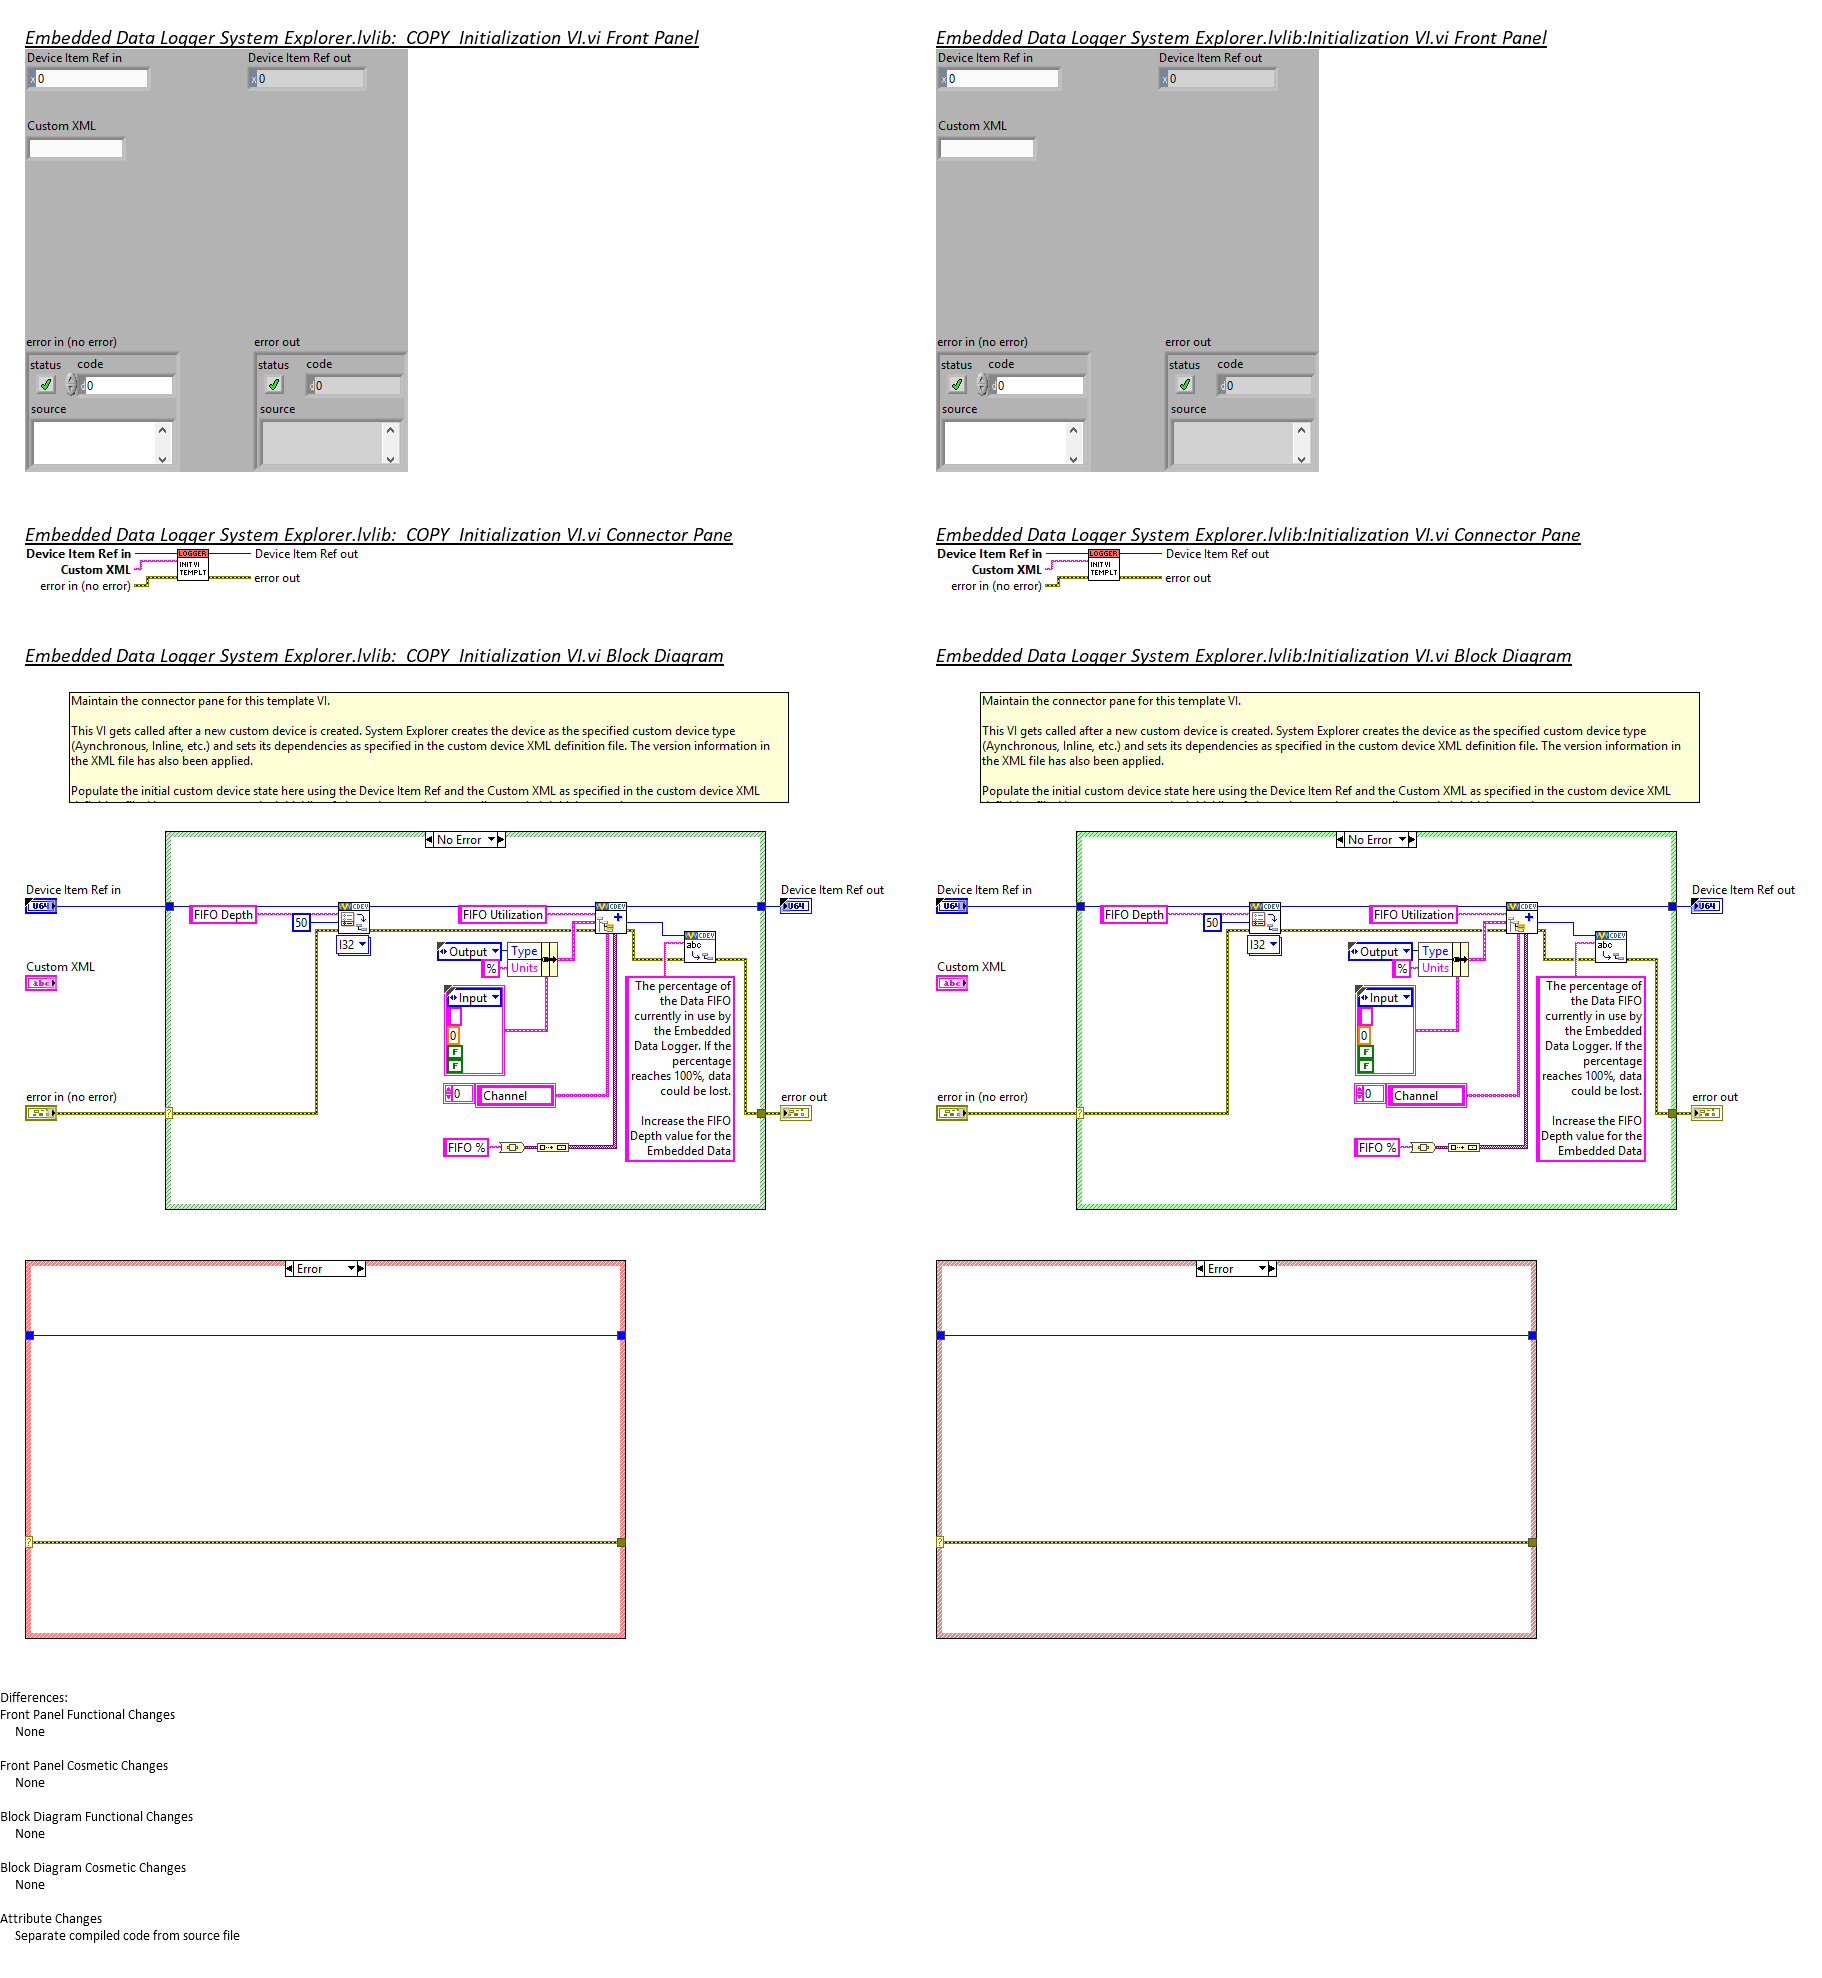 Embedded Data Logger System Explorer.lvlib:_COPY_Initialization VI.vi Front Panel
Device Item Ref in
Device Item Ref out
x 0
x 0
Custom XML
error in (no error)
error out
status
code
status
code
d 0
d 0
source
source
Embedded Data Logger System Explorer.lvlib:Initialization VI.vi Front Panel
Device Item Ref in
Device Item Ref out
x 0
x 0
Custom XML
error in (no error)
error out
status
code
status
code
d 0
d 0
source
source
Embedded Data Logger System Explorer.lvlib:_COPY_Initialization VI.vi Connector Pane
Device Item Ref in
Custom XML
error in (no error)
LOGGER
INIT VI
TEMPLT
Device Item Ref out
error out
Embedded Data Logger System Explorer.lvlib:Initialization VI.vi Connector Pane
Device Item Ref in
Custom XML
error in (no error)
LOGGER
INIT VI
TEMPLT
Device Item Ref out
error out
Embedded Data Logger System Explorer.lvlib:_COPY_Initialization VI.vi Block Diagram
Maintain the connector pane for this template VI.
This VI gets called after a new custom device is created. System Explorer creates the device as the specified custom device type
(Aynchronous, Inline, etc.) and sets its dependencies as specified in the custom device XML definition file. The version information in
the XML file has also been applied.
Populate the initial custom device state here using the Device Item Ref and the Custom XML as specified in the custom device XML
No Error
Device Item Ref in
U64
Device Item Ref out
U64
FIFO Depth
50
CDEV
I32
FIFO Utilization
CDEV
CDEV
abc
Output
Type
%
Units
Custom XML
abc
Input
0
F
F
0
Channel
The percentage of
the Data FIFO
currently in use by
the Embedded
Data Logger. If the
percentage
reaches 100%, data
could be lost.
Increase the FIFO
Depth value for the
Embedded Data
error in (no error)
?
error out
FIFO %
Error
?
Embedded Data Logger System Explorer.lvlib:Initialization VI.vi Block Diagram
Maintain the connector pane for this template VI.
This VI gets called after a new custom device is created. System Explorer creates the device as the specified custom device type
(Aynchronous, Inline, etc.) and sets its dependencies as specified in the custom device XML definition file. The version information in
the XML file has also been applied.
Populate the initial custom device state here using the Device Item Ref and the Custom XML as specified in the custom device XML
No Error
Device Item Ref in
U64
Device Item Ref out
U64
FIFO Depth
50
CDEV
I32
FIFO Utilization
CDEV
CDEV
abc
Output
Type
%
Units
Custom XML
abc
Input
0
F
F
0
Channel
The percentage of
the Data FIFO
currently in use by
the Embedded
Data Logger. If the
percentage
reaches 100%, data
could be lost.
Increase the FIFO
Depth value for the
Embedded Data
error in (no error)
?
error out
FIFO %
Error
?
Differences:
Front Panel Functional Changes
None
Front Panel Cosmetic Changes
None
Block Diagram Functional Changes
None
Block Diagram Cosmetic Changes
None
Attribute Changes
Separate compiled code from source file